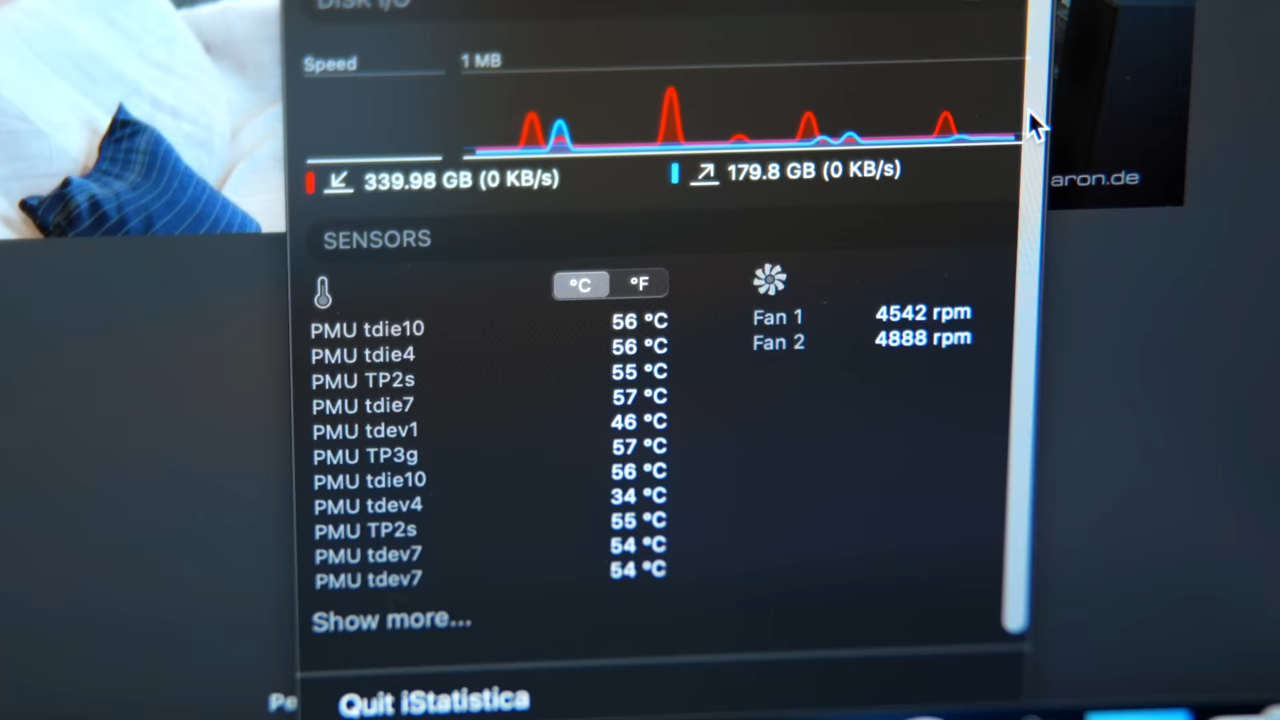 DISK I/O
Speed
1 MB
339.98 GB (0 KB/s)
179.8 GB (0 KB/s)
aron.de
SENSORS
°C °F
PMU tdie10 56 °C
PMU tdie4 56 °C
PMU TP2s 55 °C
PMU tdie7 57 °C
PMU tdev1 46 °C
PMU TP3g 57 °C
PMU tdie10 56 °C
PMU tdev4 34 °C
PMU TP2s 55 °C
PMU tdev7 54 °C
PMU tdev7 54 °C
Fan 1 4542 rpm
Fan 2 4888 rpm
Show more...
Pe
Quit iStatistica